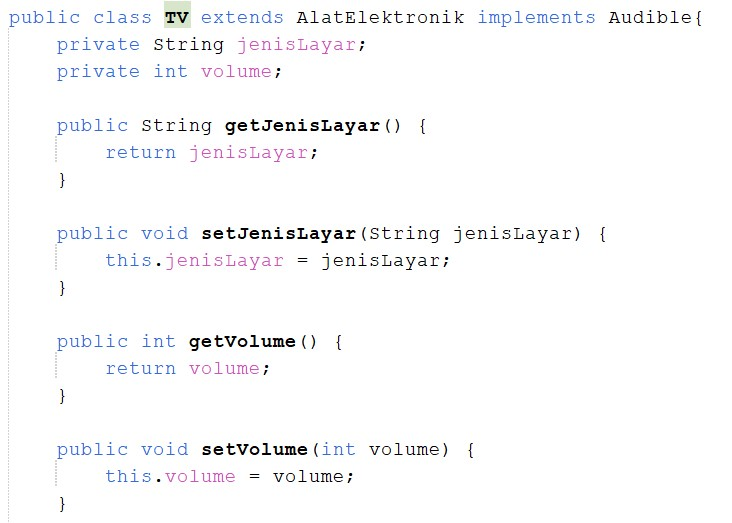 public class TV extends AlatElektronik implements Audible{
private String jenisLayar;
private int volume;
public String getJenisLayar() {
return jenisLayar;
}
public void setJenisLayar(String jenisLayar) {
this.jenisLayar = jenisLayar;
}
public int getVolume() {
return volume;
}
public void setVolume(int volume) {
this.volume = volume;
}